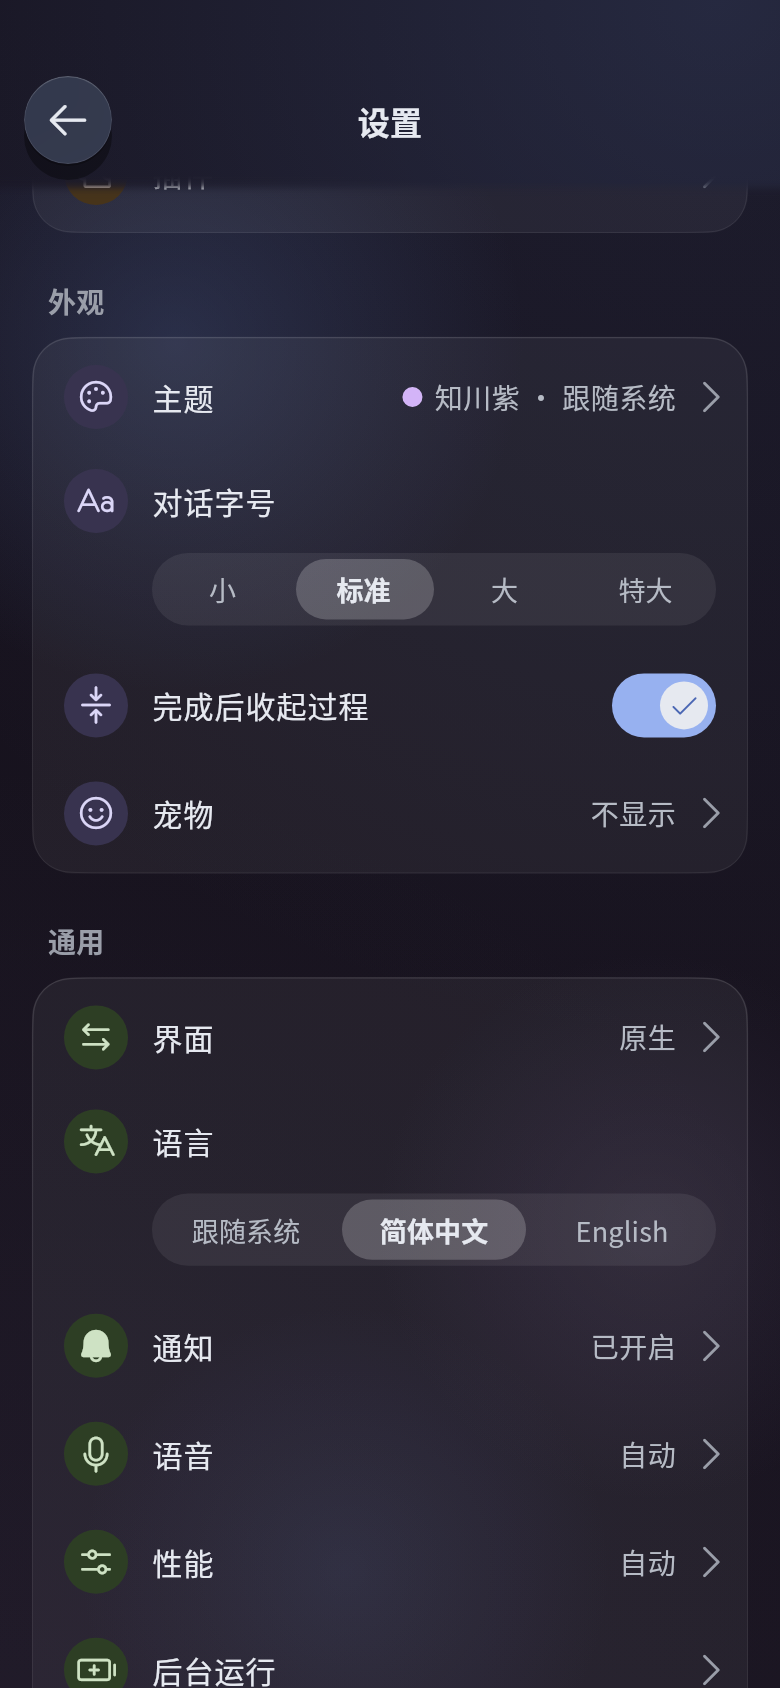 设置
外观
主题
知川紫 · 跟随系统
Aa
对话字号
小 标准 大 特大
完成后收起过程
宠物
不显示
通用
界面
原生
语言
跟随系统 简体中文 English
通知
已开启
语音
自动
性能
自动
后台运行